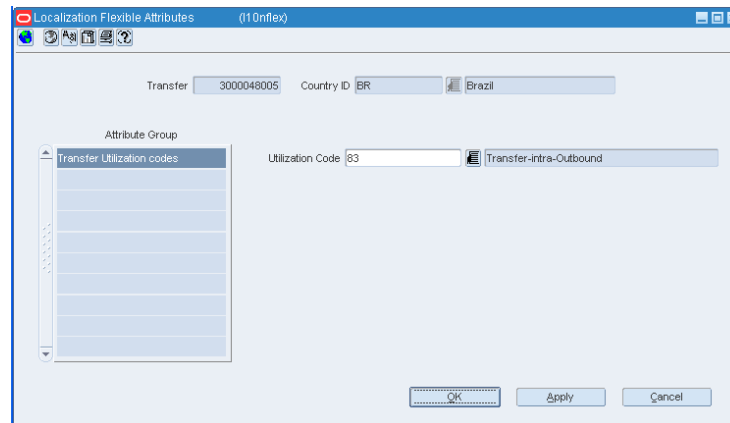 Localization Flexible Attributes (l10nflex)
Transfer 3000048005 Country ID BR Brazil
Attribute Group
Transfer Utilization codes Utilization Code 83 Transfer-intra-Outbound
OK Apply Cancel